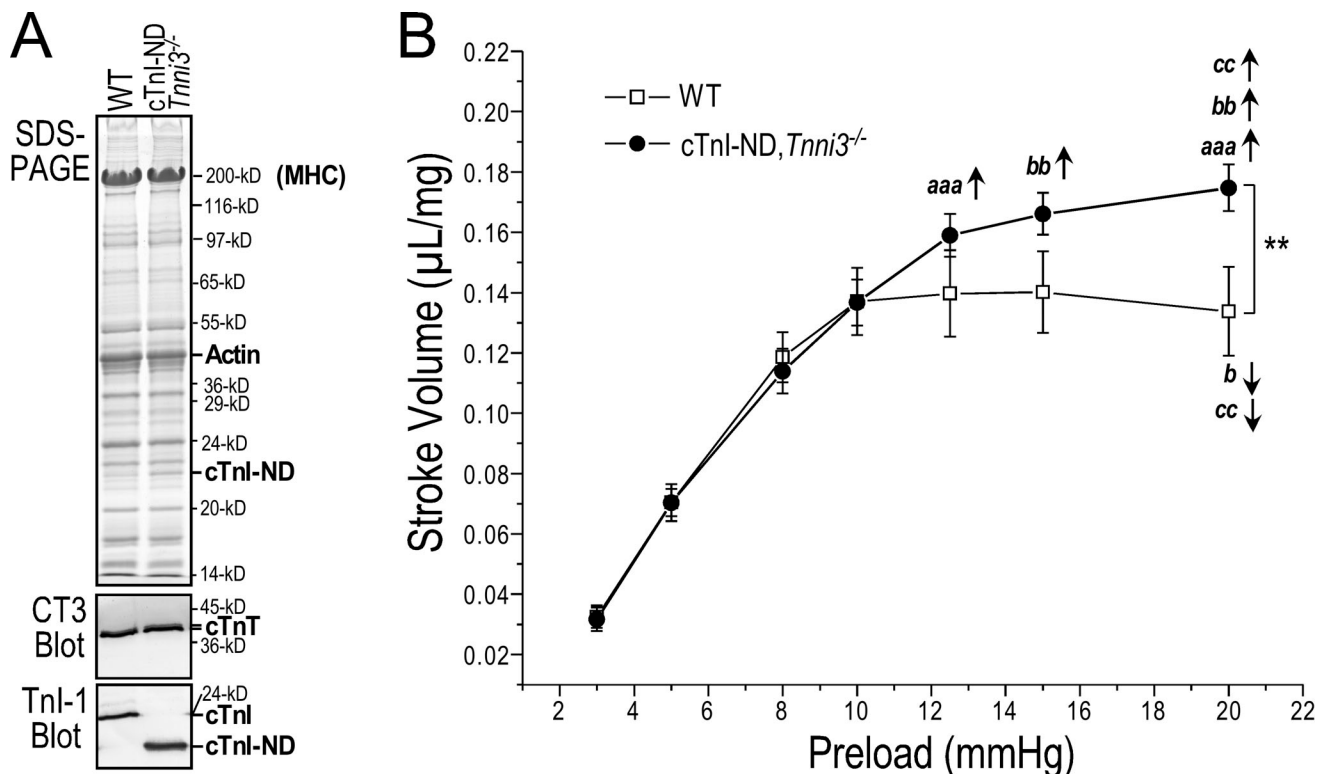 A
WT
cTnI-ND
Tnni3-/-
SDS-
PAGE
200-kD (MHC)
116-kD
97-kD
65-kD
55-kD
Actin
36-kD
29-kD
24-kD
cTnI-ND
20-kD
14-kD
CT3
Blot
45-kD
cTnT
36-kD
TnI-1
Blot
24-kD
cTnI
cTnI-ND
B
Stroke Volume (µL/mg)
0.22
0.20
0.18
0.16
0.14
0.12
0.10
0.08
0.06
0.04
0.02
WT
cTnI-ND,Tnni3-/-
aaa ↑
bb ↑
cc ↑
bb ↑
aaa ↑
**
b ↓
cc ↓
2 4 6 8 10 12 14 16 18 20 22
Preload (mmHg)